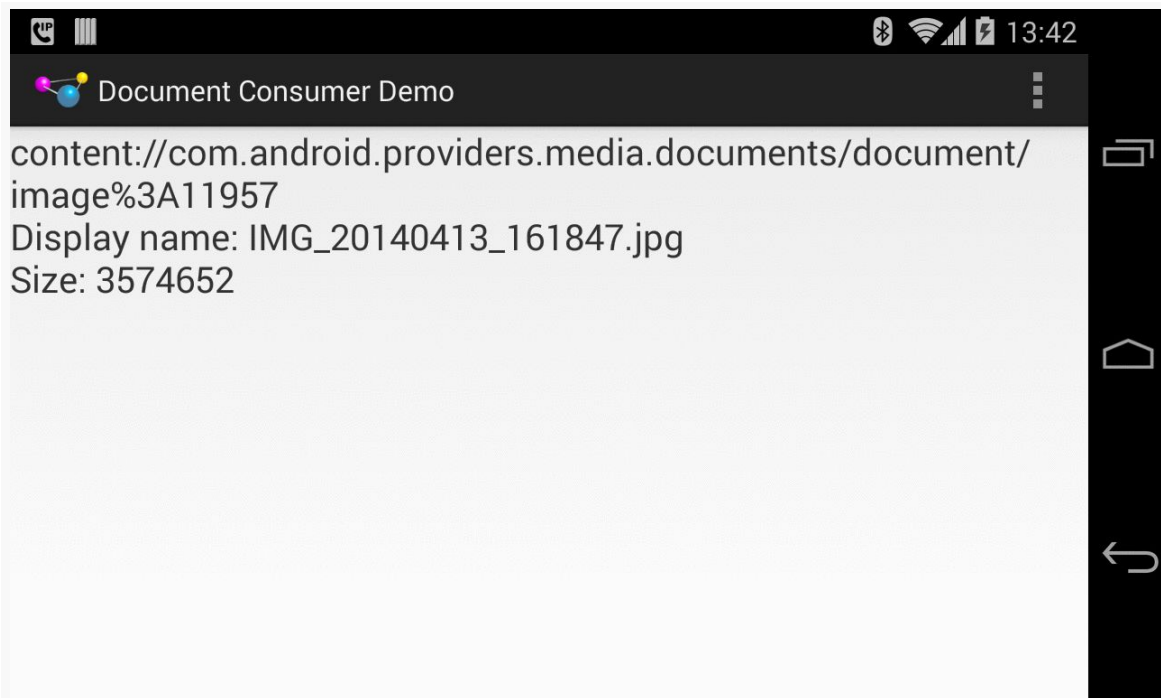 IP
13:42
Document Consumer Demo
content://com.android.providers.media.documents/document/
image%3A11957
Display name: IMG_20140413_161847.jpg
Size: 3574652